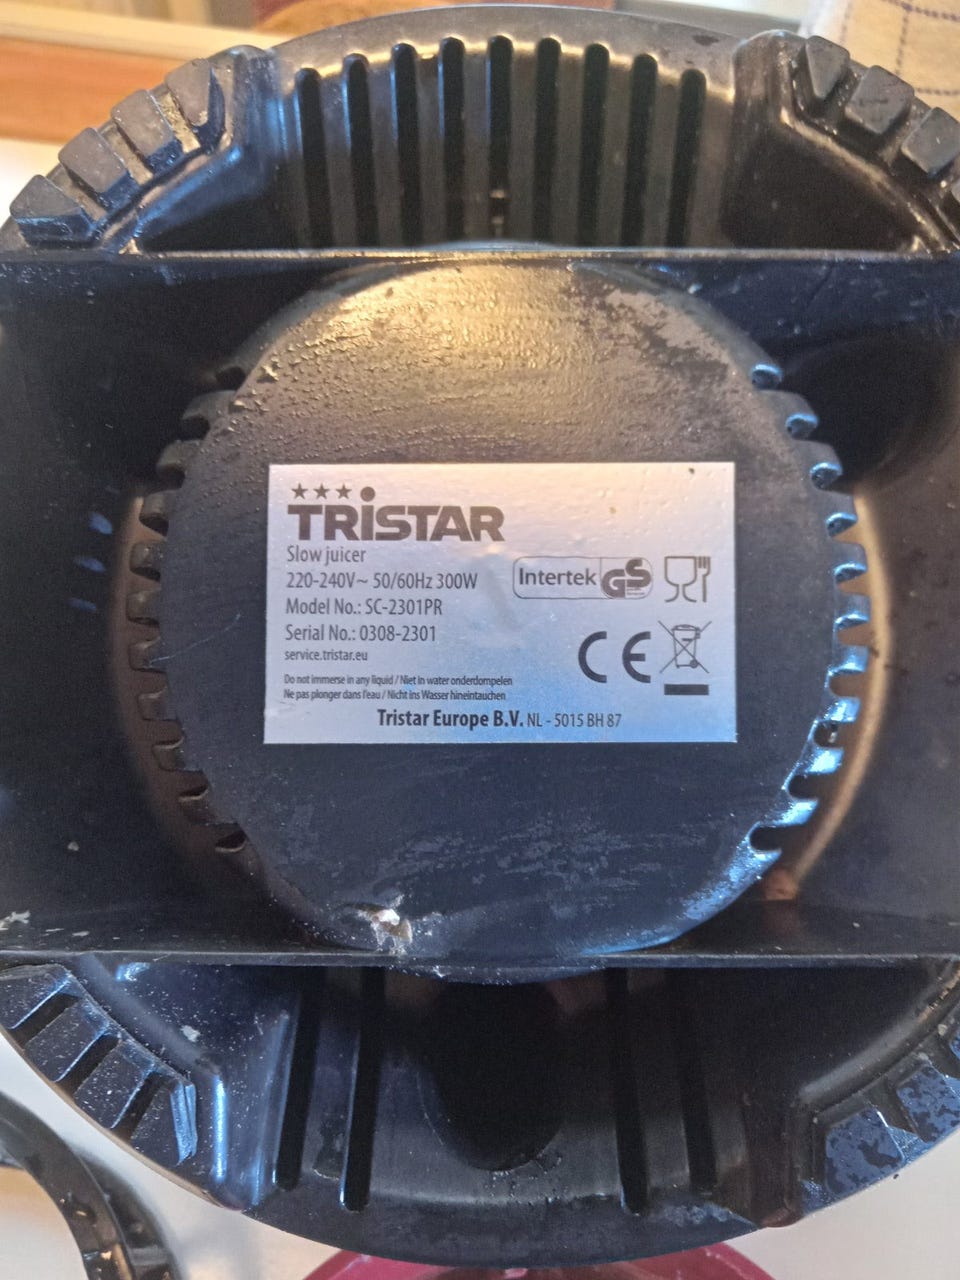 TRISTAR
Slow juicer
220-240V~ 50/60Hz 300W
Model No.: SC-2301PR
Serial No.: 0308-2301
service.tristar.eu
Do not immerse in any liquid / Niet in water onderdompelen
Ne pas plonger dans l'eau / Nicht ins Wasser hineintauchen
Tristar Europe B.V. NL - 5015 BH 87
Intertek GS
CE